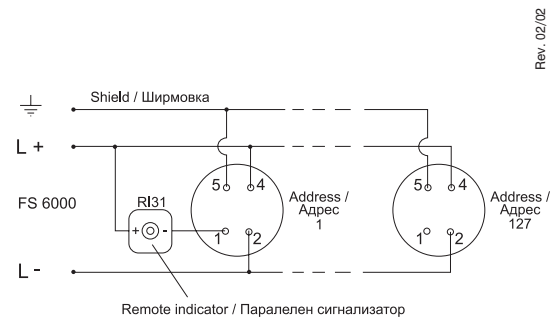 Rev. 02/02
Shield / Ширмовка
L +
5 4
5 4
FS 6000
RI31
Address /
Адрес
1
Address /
Адрес
127
+ -
1 2
1 2
L -
Remote indicator / Паралелен сигнализатор